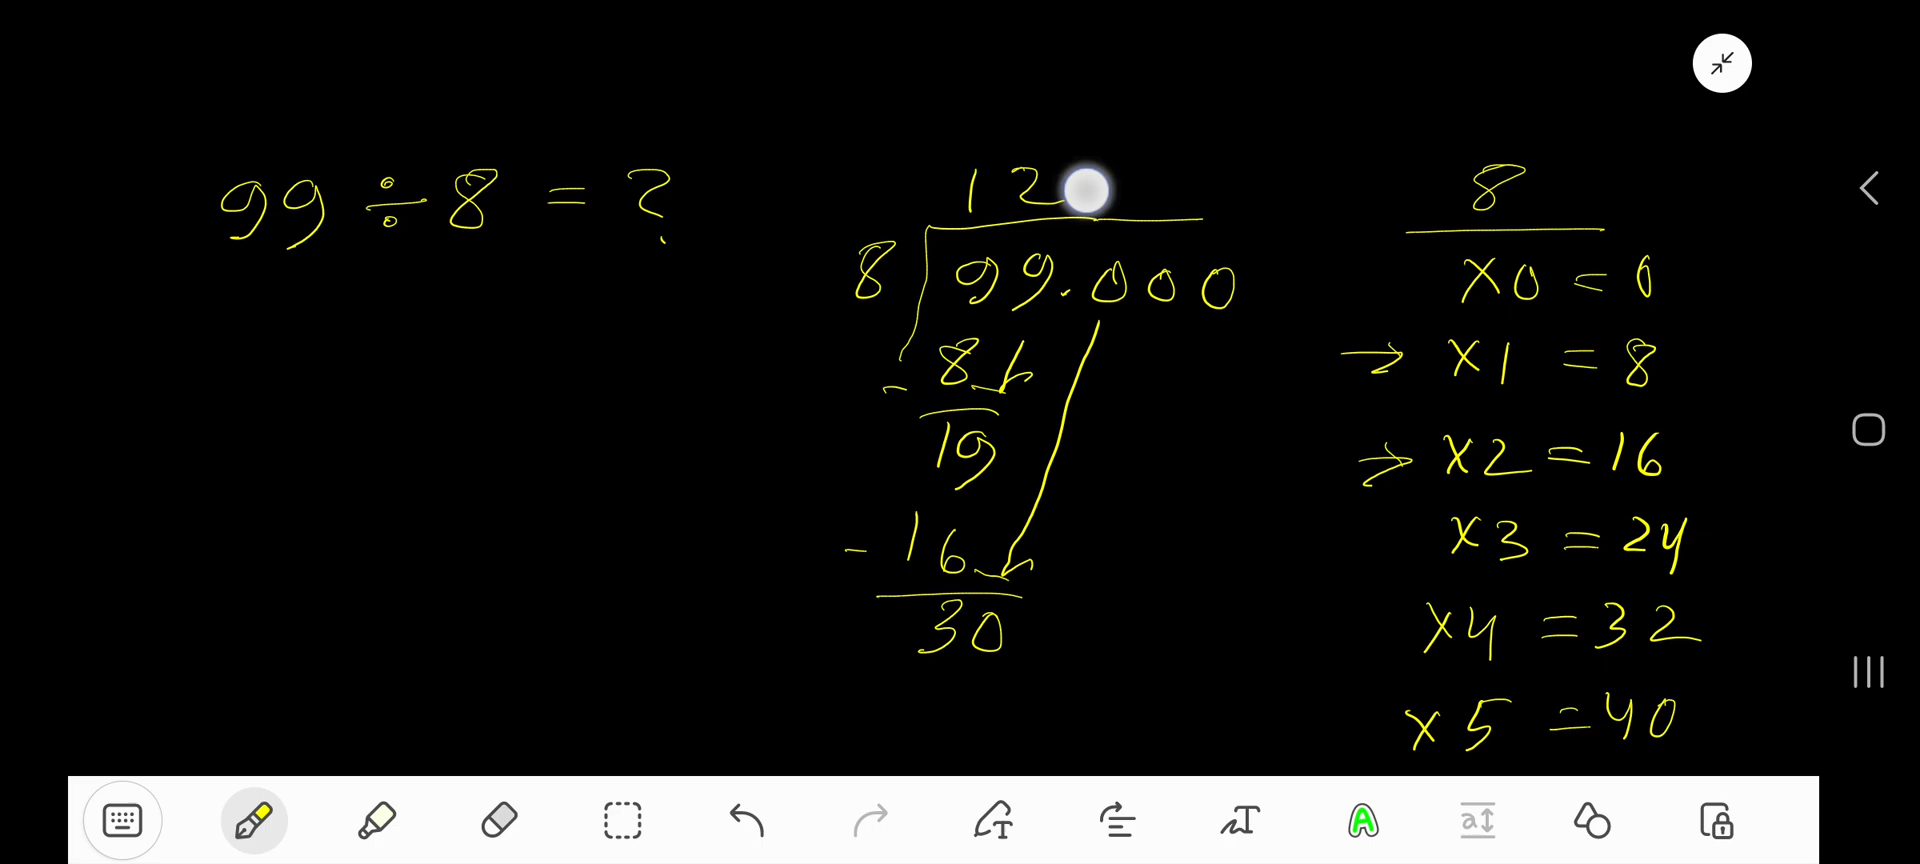 99 ÷ 8 = ?
12
8 99.000
- 8
19
- 16
30
8
x0 = 0
→ x1 = 8
→ x2 = 16
x3 = 24
x4 = 32
x5 = 40
T T A a